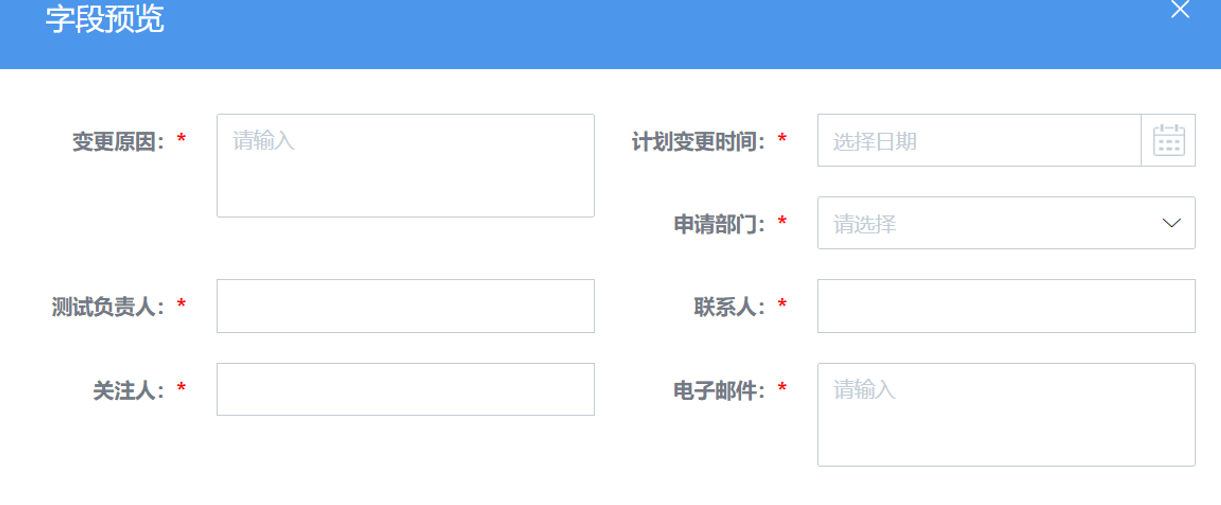 字段预览
变更原因：* 请输入 计划变更时间：* 选择日期
申请部门：* 请选择
测试负责人：* 联系人：*
关注人：* 电子邮件：* 请输入